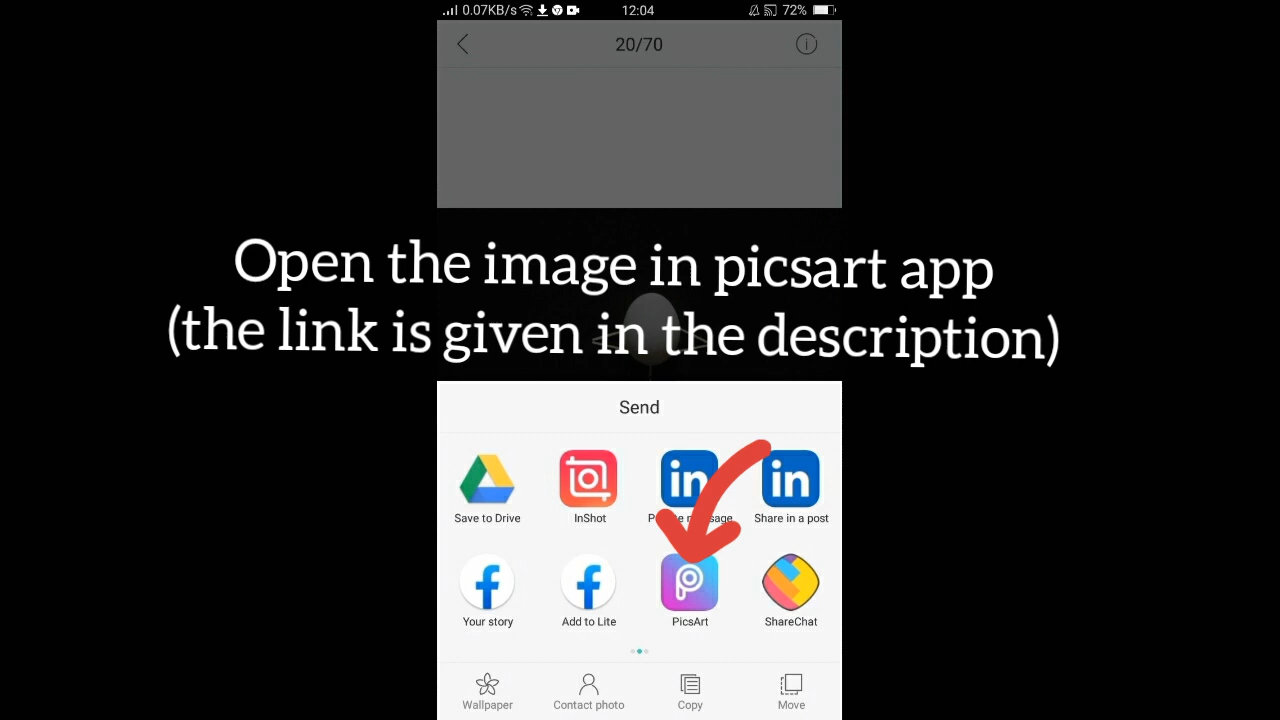 0.07KB/s 12:04 72%
20/70
Open the image in picsart app
(the link is given in the description)
Send
Save to Drive InShot Share in a post
Your story Add to Lite PicsArt ShareChat
Wallpaper Contact photo Copy Move